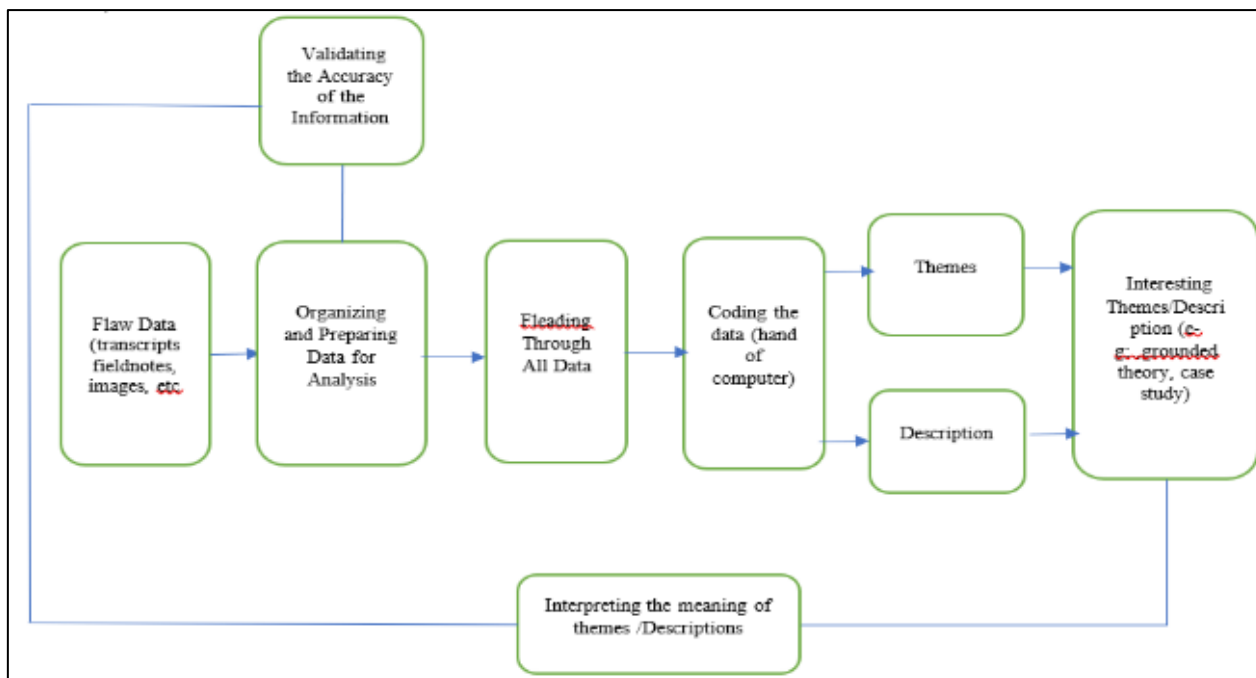 Validating
the Accuracy
of the
Information
Flaw Data
(transcripts
fieldnotes,
images, etc
Organizing
and Preparing
Data for
Analysis
Eleading
Through
All Data
Coding the
data (hand
of
computer)
Themes
Description
Interesting
Themes/Descri
ption (e-
g:..grounded
theory, case
study)
Interpreting the meaning of
themes /Descriptions